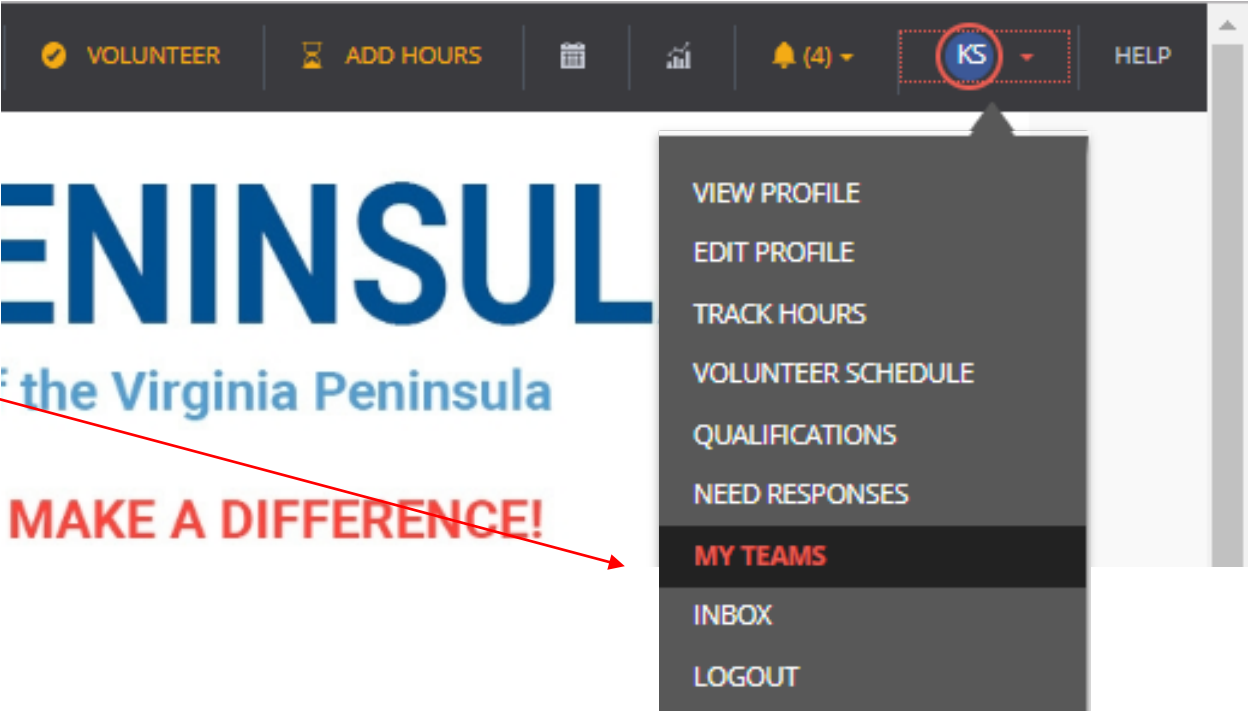 VOLUNTEER ADD HOURS (4) KS HELP
ENINSUL
the Virginia Peninsula
MAKE A DIFFERENCE!
VIEW PROFILE
EDIT PROFILE
TRACK HOURS
VOLUNTEER SCHEDULE
QUALIFICATIONS
NEED RESPONSES
MY TEAMS
INBOX
LOGOUT